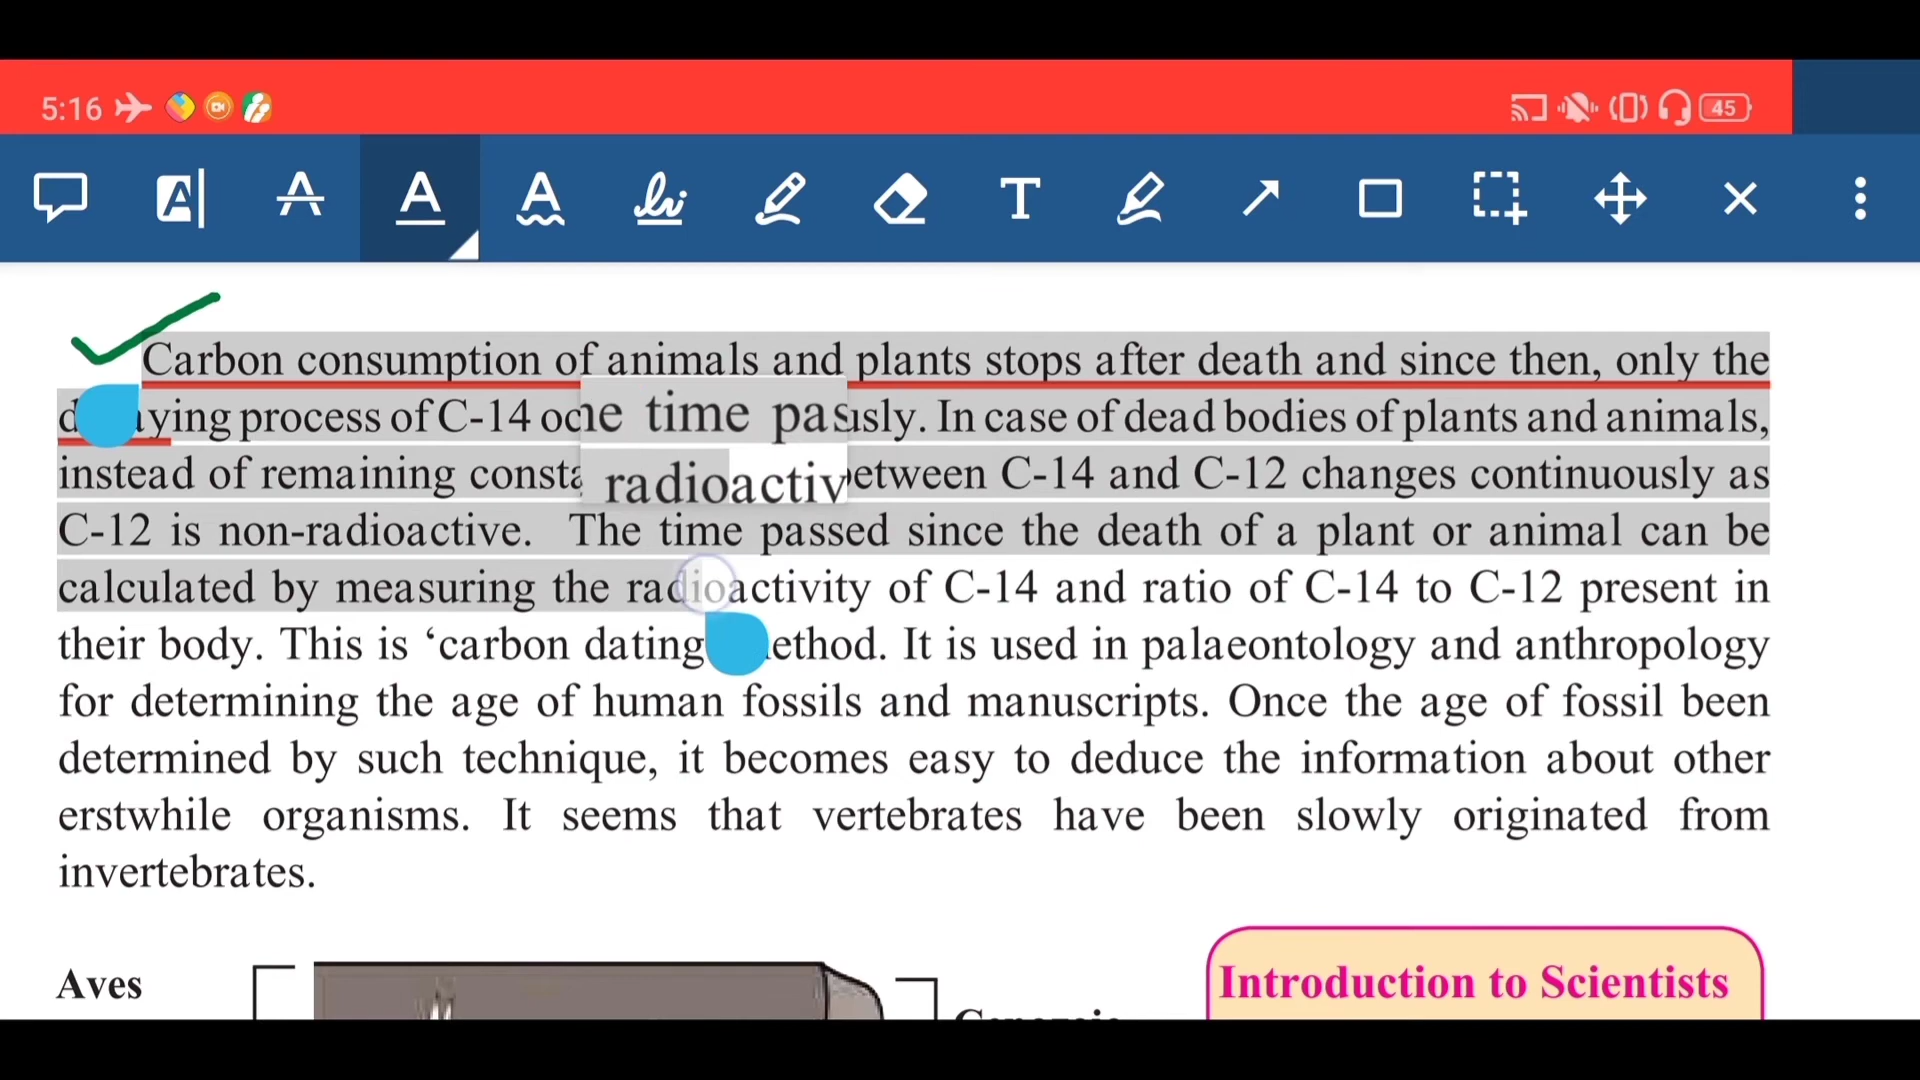 5:16
45
Carbon consumption of animals and plants stops after death and since then, only the
ying process of C-14 usly. In case of dead bodies of plants and animals,
he time pas
instead of remaining between C-14 and C-12 changes continuously as
radioactiv
C-12 is non-radioactive. The time passed since the death of a plant or animal can be
calculated by measuring the radioactivity of C-14 and ratio of C-14 to C-12 present in
their body. This is ‘carbon dating ethod. It is used in palaeontology and anthropology
for determining the age of human fossils and manuscripts. Once the age of fossil been
determined by such technique, it becomes easy to deduce the information about other
erstwhile organisms. It seems that vertebrates have been slowly originated from
invertebrates.
Aves
Introduction to Scientists